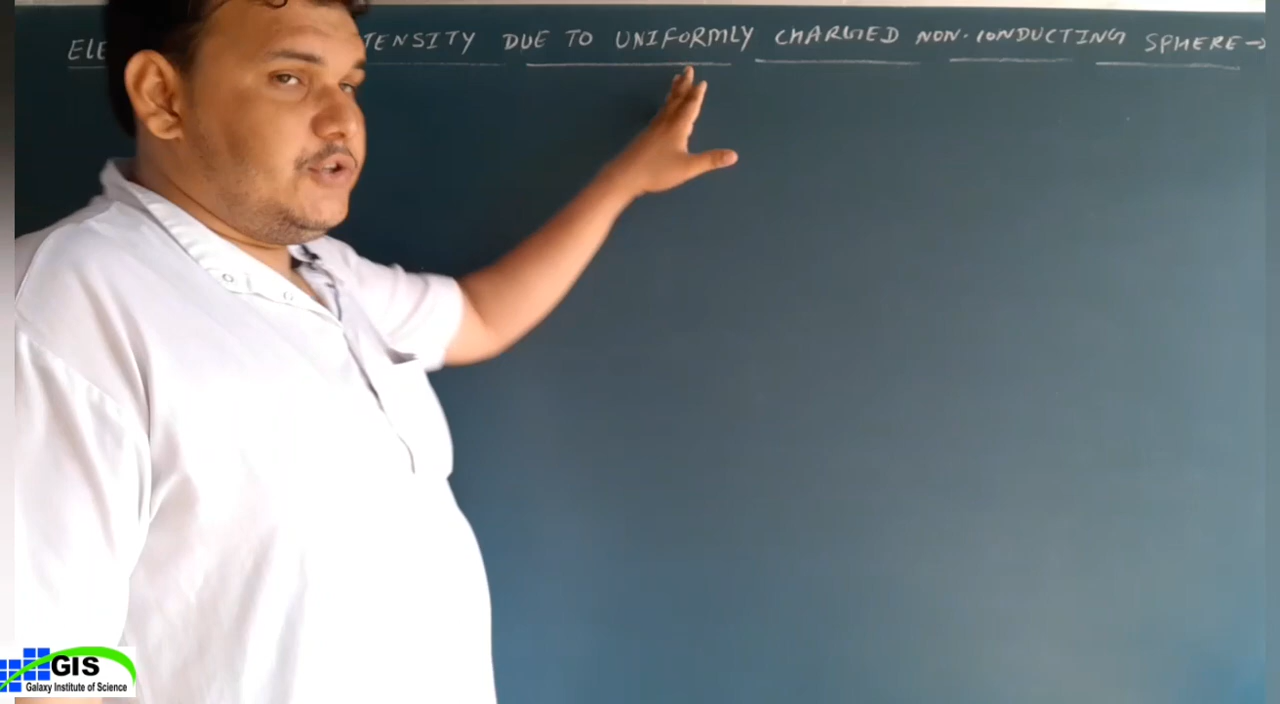 ELE TENSITY DUE TO UNIFORMLY CHARGED NON-CONDUCTING SPHERE→
GIS
Galaxy Institute of Science